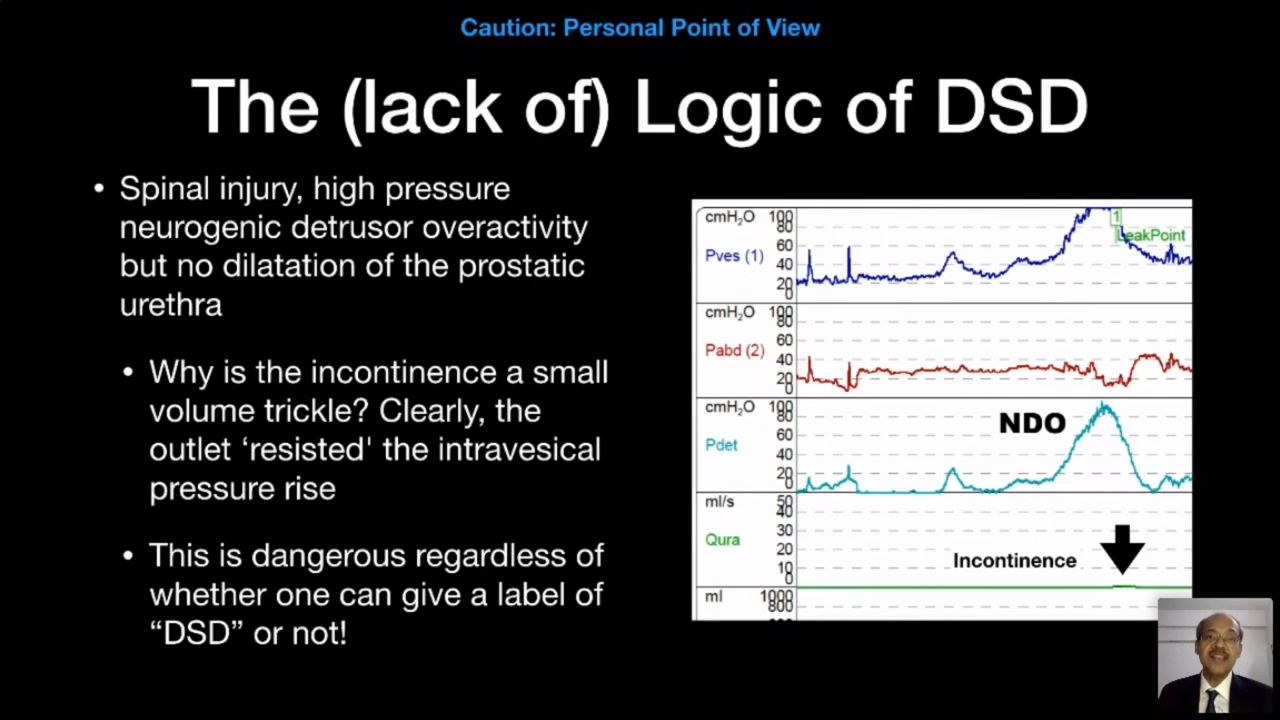 Caution: Personal Point of View
The (lack of) Logic of DSD
• Spinal injury, high pressure
neurogenic detrusor overactivity
but no dilatation of the prostatic
urethra
• Why is the incontinence a small
volume trickle? Clearly, the
outlet ‘resisted' the intravesical
pressure rise
• This is dangerous regardless of
whether one can give a label of
“DSD” or not!
cmH₂O 100
80
1
60
LeakPoint
Pves (1)
40
20
0
cmH₂O 100
80
60
Pabd (2)
40
20
0
cmH₂O 100
80
NDO
60
Pdet
40
20
0
ml/s 50
40
30
Qura
20
Incontinence
10
0
ml 1000
800